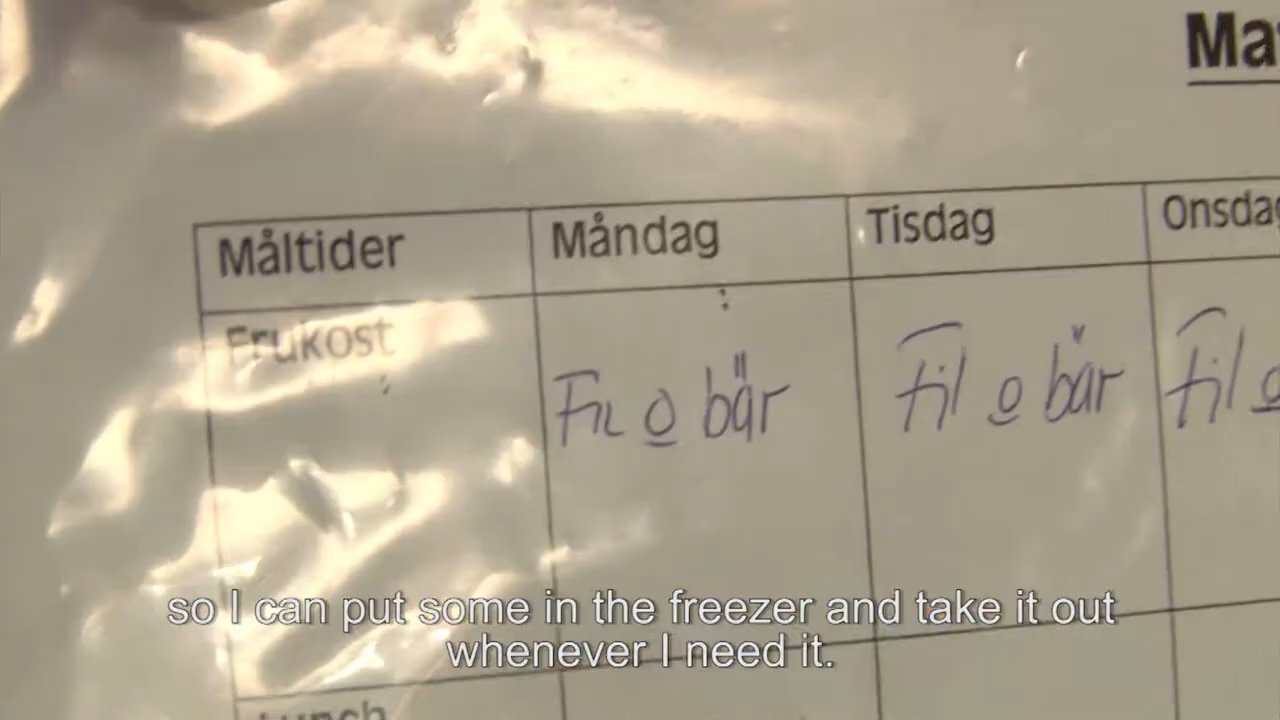 Ma
Måltider Måndag Tisdag Onsdag
Frukost Fil o bär Fil o bär Fil o
Lunch
so I can put some in the freezer and take it out
whenever I need it.